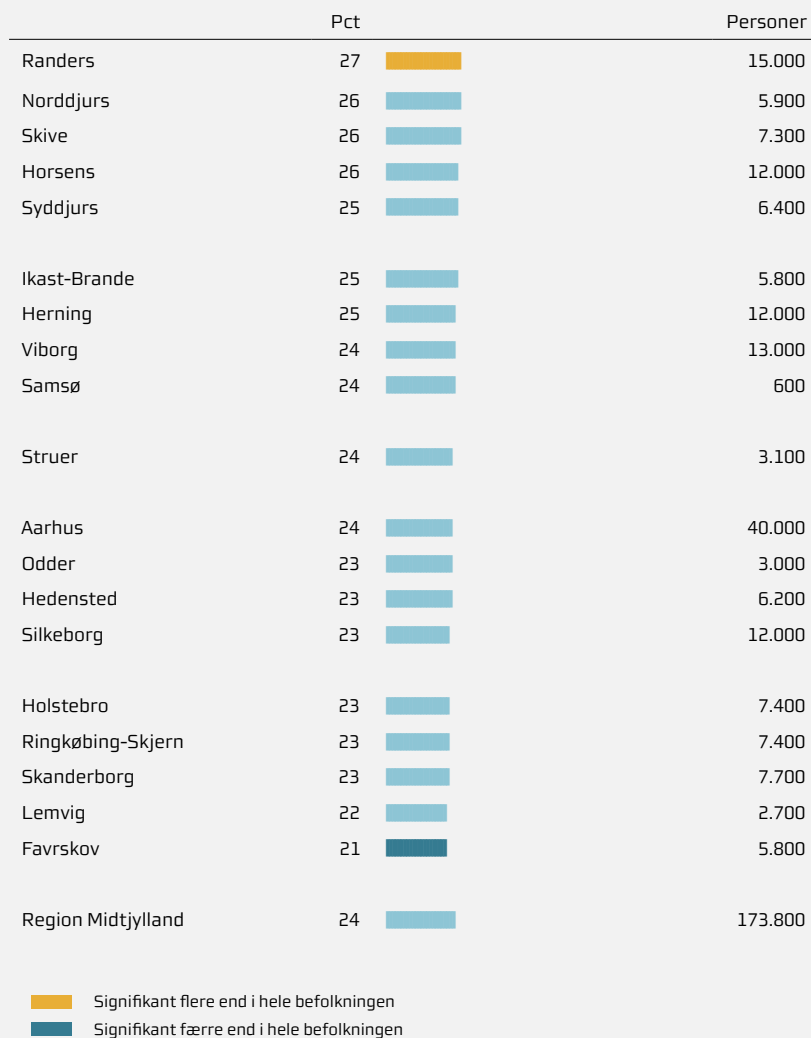 Pct Personer
Randers 27 15.000
Norddjurs 26 5.900
Skive 26 7.300
Horsens 26 12.000
Syddjurs 25 6.400
Ikast-Brande 25 5.800
Herning 25 12.000
Viborg 24 13.000
Samsø 24 600
Struer 24 3.100
Aarhus 24 40.000
Odder 23 3.000
Hedensted 23 6.200
Silkeborg 23 12.000
Holstebro 23 7.400
Ringkøbing-Skjern 23 7.400
Skanderborg 23 7.700
Lemvig 22 2.700
Favrskov 21 5.800
Region Midtjylland 24 173.800
Signifikant flere end i hele befolkningen
Signifikant færre end i hele befolkningen